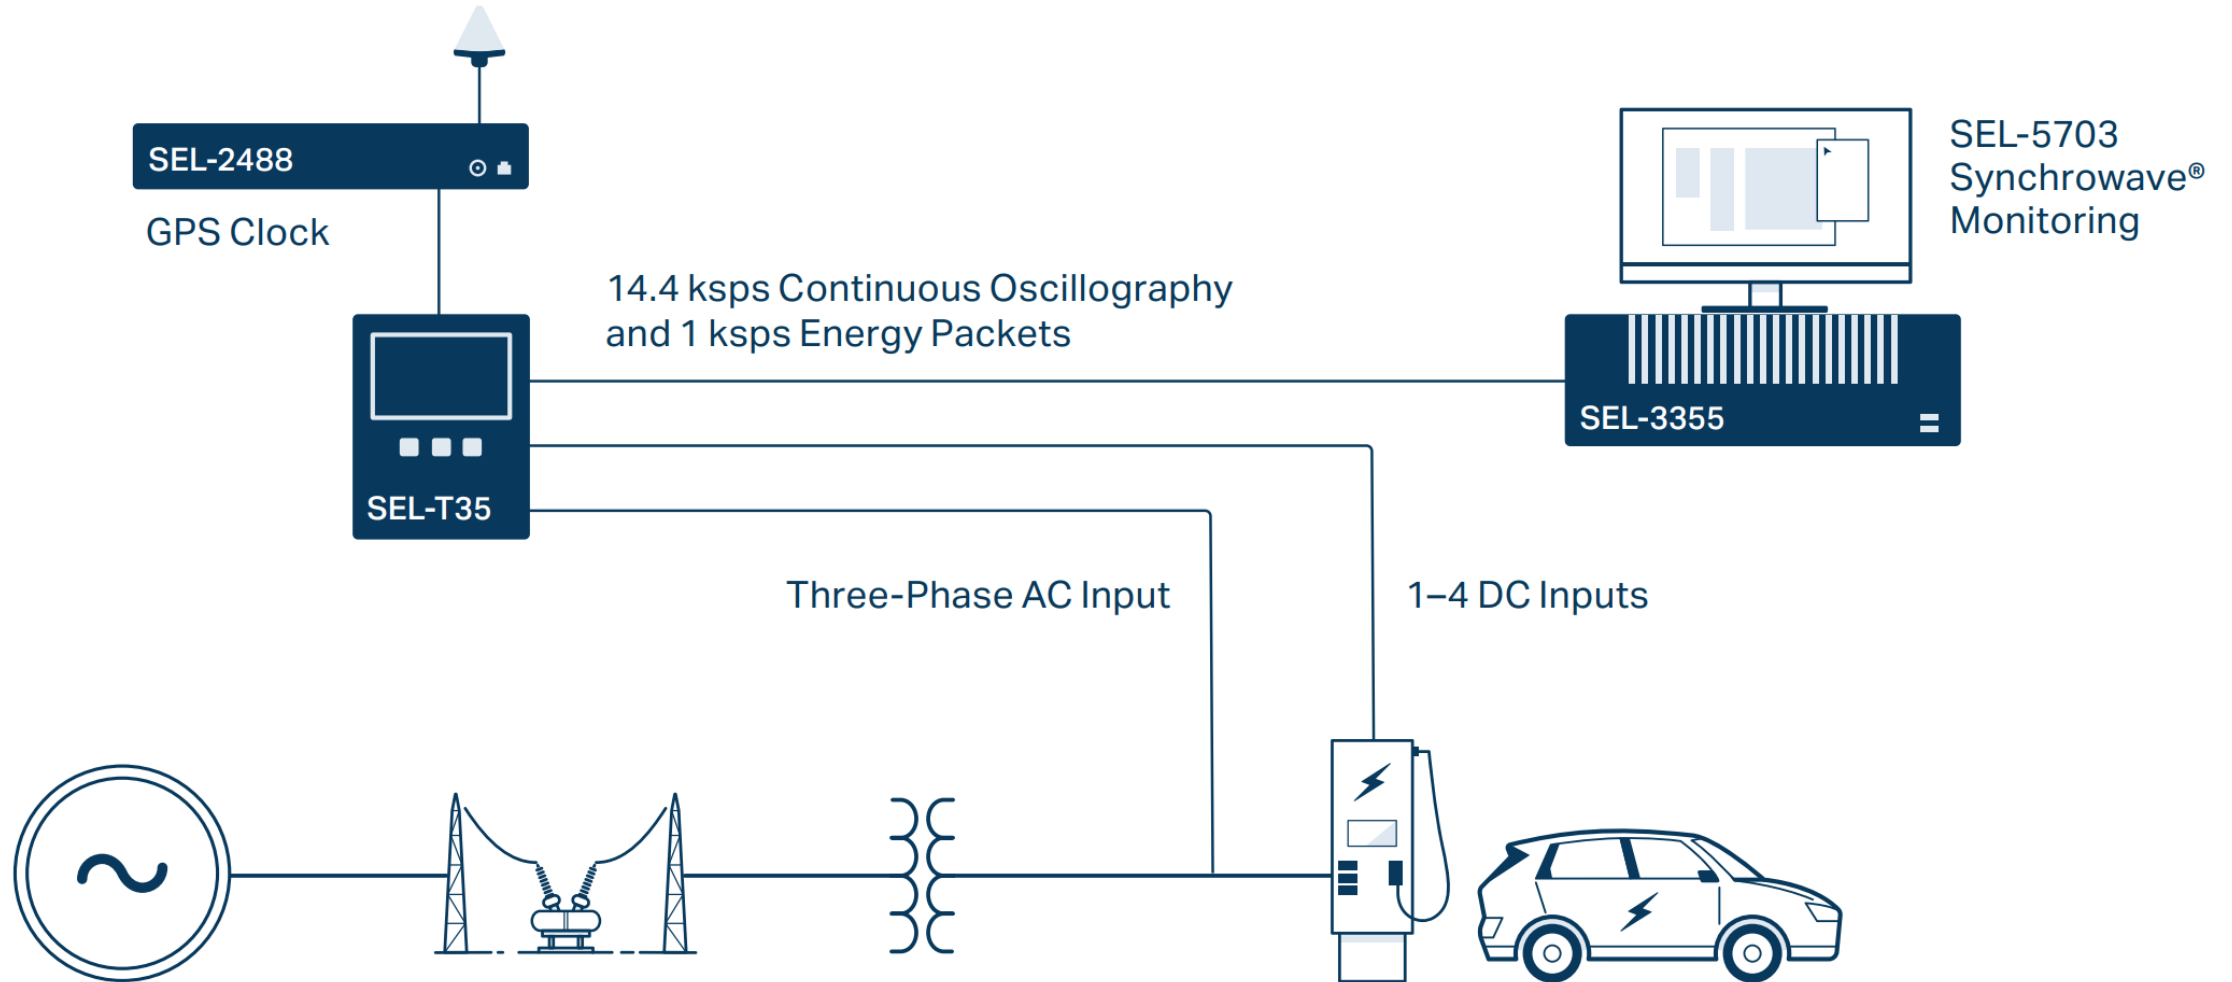 SEL-2488
GPS Clock
14.4 ksps Continuous Oscillography
and 1 ksps Energy Packets
SEL-5703
Synchrowave®
Monitoring
SEL-3355
SEL-T35
Three-Phase AC Input
1–4 DC Inputs